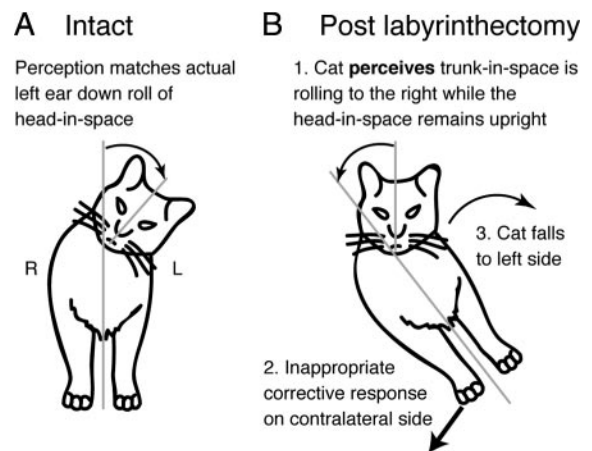 A Intact
Perception matches actual
left ear down roll of
head-in-space
R
L
B Post labyrinthectomy
1. Cat perceives trunk-in-space is
rolling to the right while the
head-in-space remains upright
3. Cat falls
to left side
2. Inappropriate
corrective response
on contralateral side